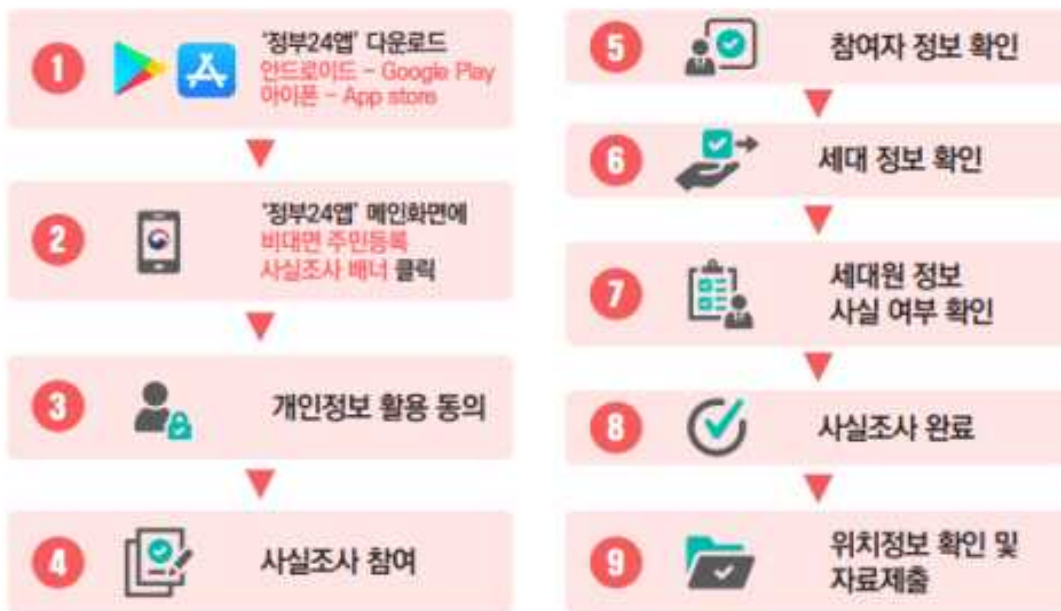 1
'정부24앱' 다운로드
안드로이드 - Google Play
아이폰 - App store
2
'정부24앱' 메인화면에
비대면 주민등록
사실조사 배너 클릭
3
개인정보 활용 동의
4
사실조사 참여
5
참여자 정보 확인
6
세대 정보 확인
7
세대원 정보
사실 여부 확인
8
사실조사 완료
9
위치정보 확인 및
자료제출